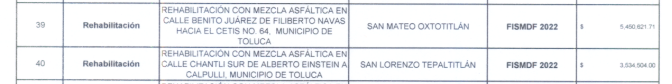 REHABILITACIÓN CON MEZCLA ASFÁLTICA EN
39 Rehabilitación CALLE BENITO JUÁREZ DE FILIBERTO NAVAS SAN MATEO OXTOTITLÁN FISMDF 2022 $ 5,450,621.71
HACIA EL CETIS NO. 64, MUNICIPIO DE
TOLUCA
REHABILITACIÓN CON MEZCLA ASFÁLTICA EN
40 Rehabilitación CALLE CHANTLI SUR DE ALBERTO EINSTEIN A SAN LORENZO TEPALTITLÁN FISMDF 2022 $ 3,534,504.00
CALPULLI, MUNICIPIO DE TOLUCA